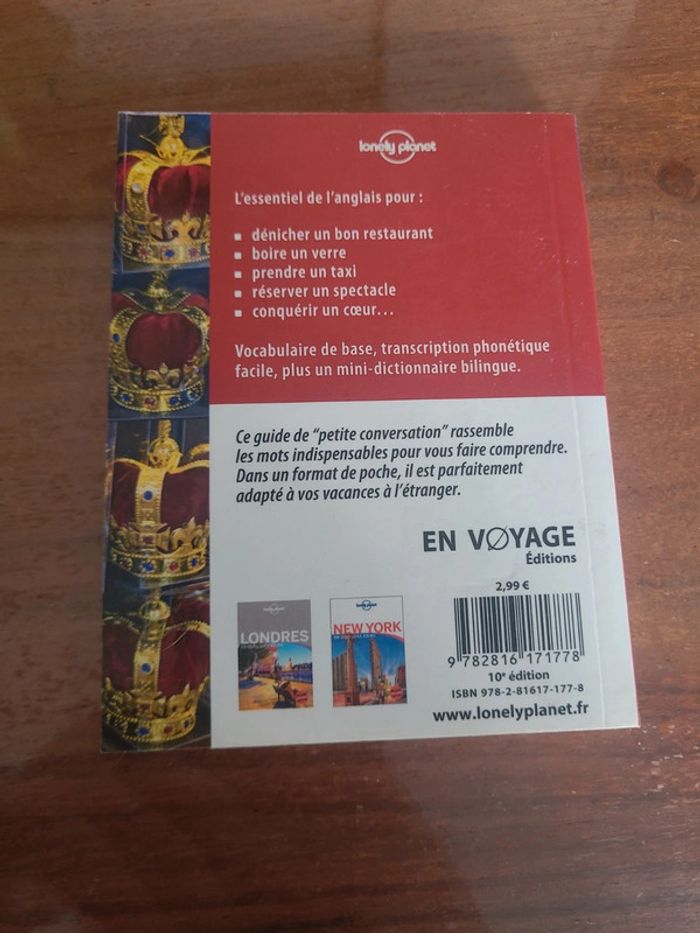 lonely planet
L'essentiel de l'anglais pour :
▪ dénicher un bon restaurant
▪ boire un verre
▪ prendre un taxi
▪ réserver un spectacle
▪ conquérir un cœur...
Vocabulaire de base, transcription phonétique
facile, plus un mini-dictionnaire bilingue.
Ce guide de "petite conversation" rassemble
les mots indispensables pour vous faire comprendre.
Dans un format de poche, il est parfaitement
adapté à vos vacances à l'étranger.
EN VØYAGE
Éditions
2,99 €
LONDRES
NEW YORK
9 782816 171778
10e édition
ISBN 978-2-81617-177-8
www.lonelyplanet.fr